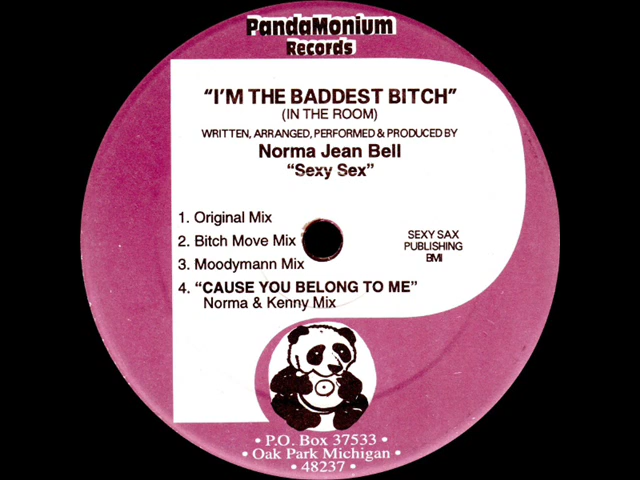 PandaMonium
Records
"I'M THE BADDEST BITCH"
(IN THE ROOM)
WRITTEN, ARRANGED, PERFORMED & PRODUCED BY
Norma Jean Bell
"Sexy Sex"
1. Original Mix
2. Bitch Move Mix
3. Moodymann Mix
4. "CAUSE YOU BELONG TO ME"
Norma & Kenny Mix
SEXY SAX
PUBLISHING
BMI
• P.O. Box 37533 •
• Oak Park Michigan •
• 48237 •